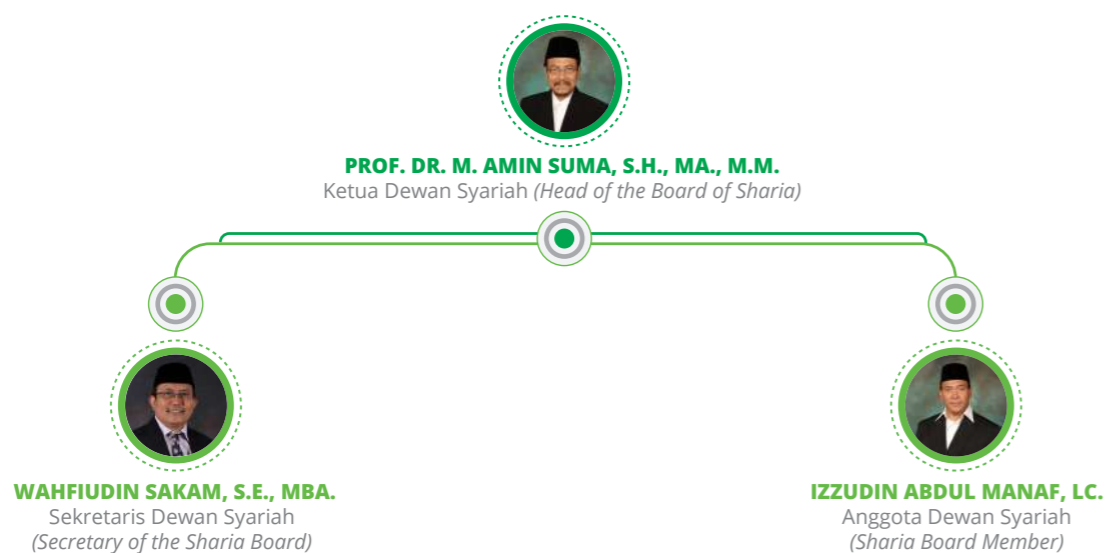 PROF. DR. M. AMIN SUMA, S.H., MA., M.M.
Ketua Dewan Syariah (Head of the Board of Sharia)
WAHFIUDIN SAKAM, S.E., MBA.
Sekretaris Dewan Syariah
(Secretary of the Sharia Board)
IZZUDIN ABDUL MANAF, LC.
Anggota Dewan Syariah
(Sharia Board Member)